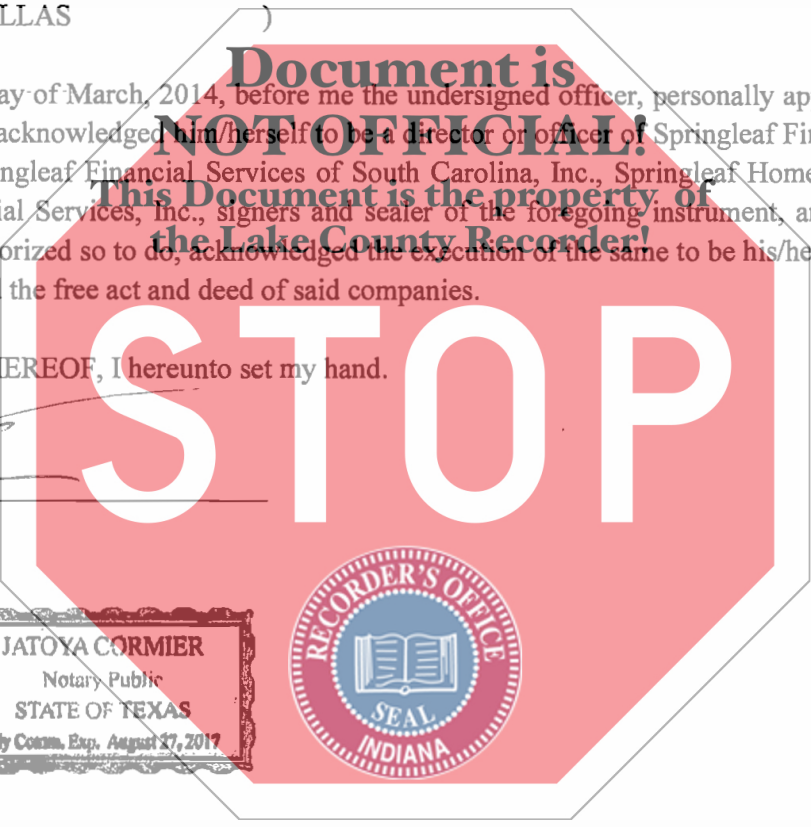 LLAS )
Document is
ay of March, 2014, before me the undersigned officer, personally ap
NOT OFFICIAL!
acknowledged him/herself to be a director or officer of Springleaf Fin
ngleaf Financial Services of South Carolina, Inc., Springleaf Home
This Document is the property of
ial Services, Inc., signers and sealer of the foregoing instrument, a
the Lake County Recorder!
orized so to do, acknowledged the execution of the same to be his/he
the free act and deed of said companies.
EREOF, I hereunto set my hand.
STOP
RECORDER'S OFFICE
SEAL
INDIANA
JATOYA CORMIER
Notary Public
STATE OF TEXAS
My Comm. Exp. August 27, 2017